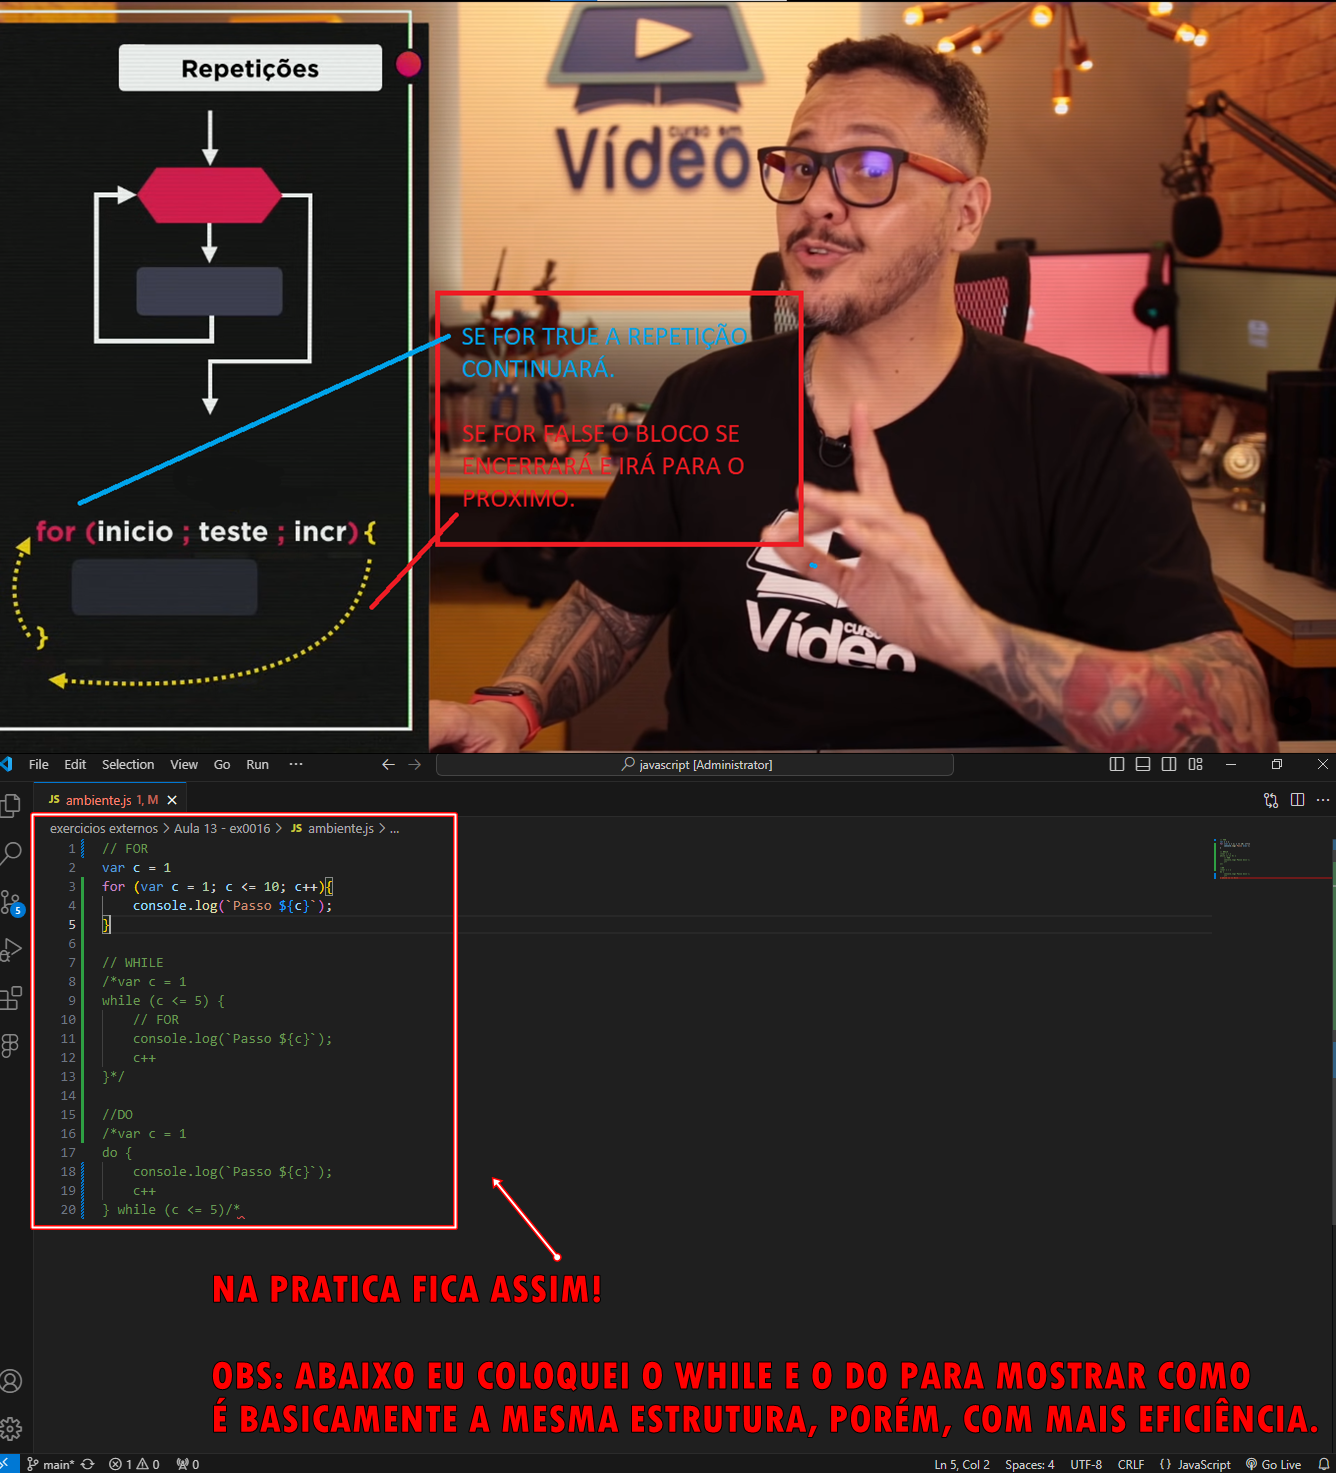 Repetições
curso em
Vídeo
SE FOR TRUE A REPETIÇÃO
CONTINUARÁ.
SE FOR FALSE O BLOCO SE
ENCERRARÁ E IRÁ PARA O
PROXIMO.
for (inicio ; teste ; incr) {
}
curso
Vídeo
File Edit Selection View Go Run ···
javascript [Administrator]
JS ambiente.js 1, M
exercicios externos > Aula 13 - ex0016 > JS ambiente.js > ...
1 // FOR
2 var c = 1
3 for (var c = 1; c <= 10; c++){
4 console.log(`Passo ${c}`);
5 }
6
7 // WHILE
8 /*var c = 1
9 while (c <= 5) {
10 // FOR
11 console.log(`Passo ${c}`);
12 c++
13 }*/
14
15 //DO
16 /*var c = 1
17 do {
18 console.log(`Passo ${c}`);
19 c++
20 } while (c <= 5)/*
5
NA PRATICA FICA ASSIM!
OBS: ABAIXO EU COLOQUEI O WHILE E O DO PARA MOSTRAR COMO
É BASICAMENTE A MESMA ESTRUTURA, PORÉM, COM MAIS EFICIÊNCIA.
main* 1 0 0 Ln 5, Col 2 Spaces: 4 UTF-8 CRLF {} JavaScript Go Live